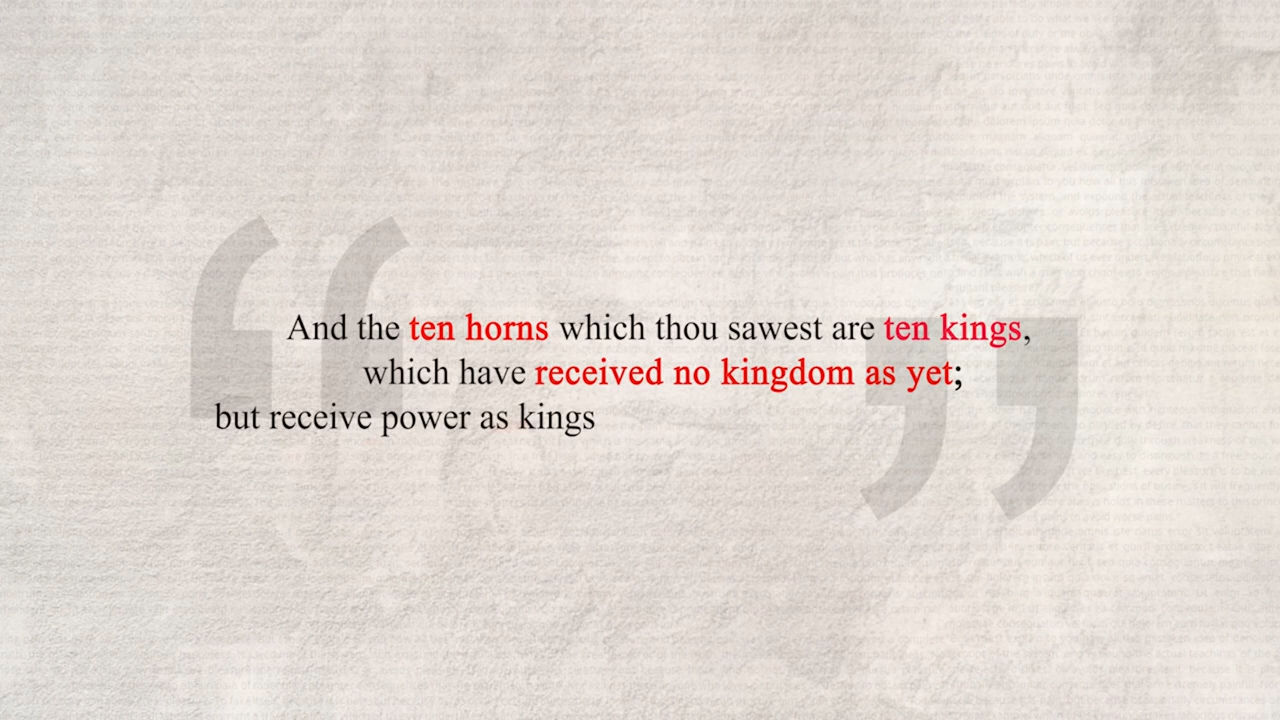 And the ten horns which thou sawest are ten kings,
which have received no kingdom as yet;
but receive power as kings